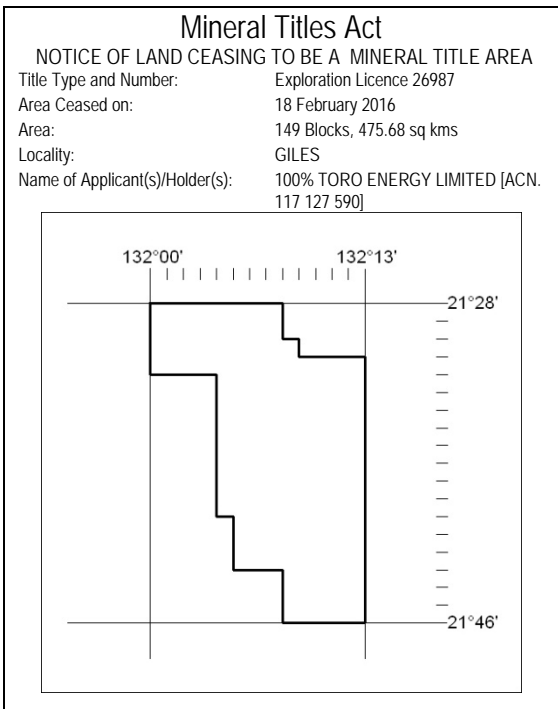 Mineral Titles Act
NOTICE OF LAND CEASING TO BE A MINERAL TITLE AREA
Title Type and Number: Exploration Licence 26987
Area Ceased on: 18 February 2016
Area: 149 Blocks, 475.68 sq kms
Locality: GILES
Name of Applicant(s)/Holder(s): 100% TORO ENERGY LIMITED [ACN.
117 127 590]
132°00' 132°13'
21°28'
21°46'